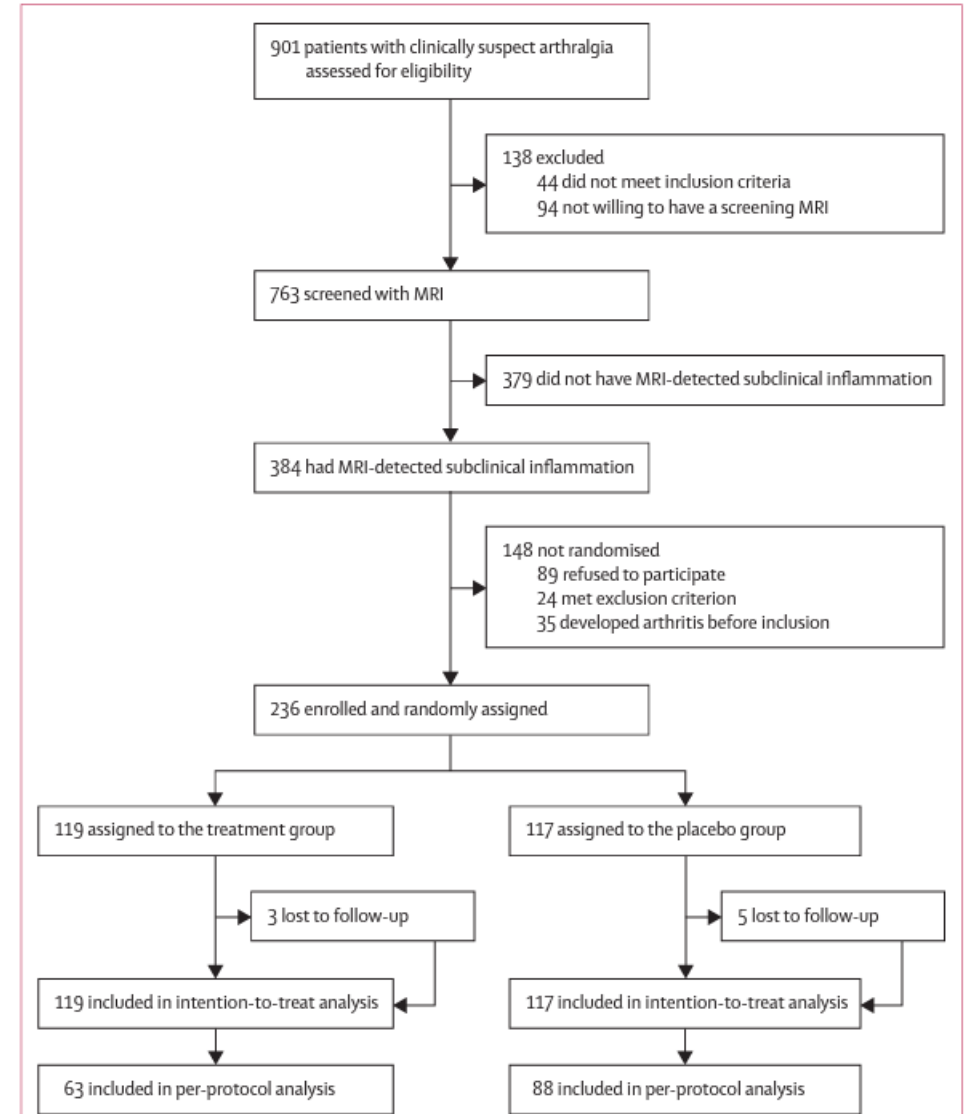 901 patients with clinically suspect arthralgia
assessed for eligibility
138 excluded
44 did not meet inclusion criteria
94 not willing to have a screening MRI
763 screened with MRI
379 did not have MRI-detected subclinical inflammation
384 had MRI-detected subclinical inflammation
148 not randomised
89 refused to participate
24 met exclusion criterion
35 developed arthritis before inclusion
236 enrolled and randomly assigned
119 assigned to the treatment group
117 assigned to the placebo group
3 lost to follow-up
5 lost to follow-up
119 included in intention-to-treat analysis
117 included in intention-to-treat analysis
63 included in per-protocol analysis
88 included in per-protocol analysis